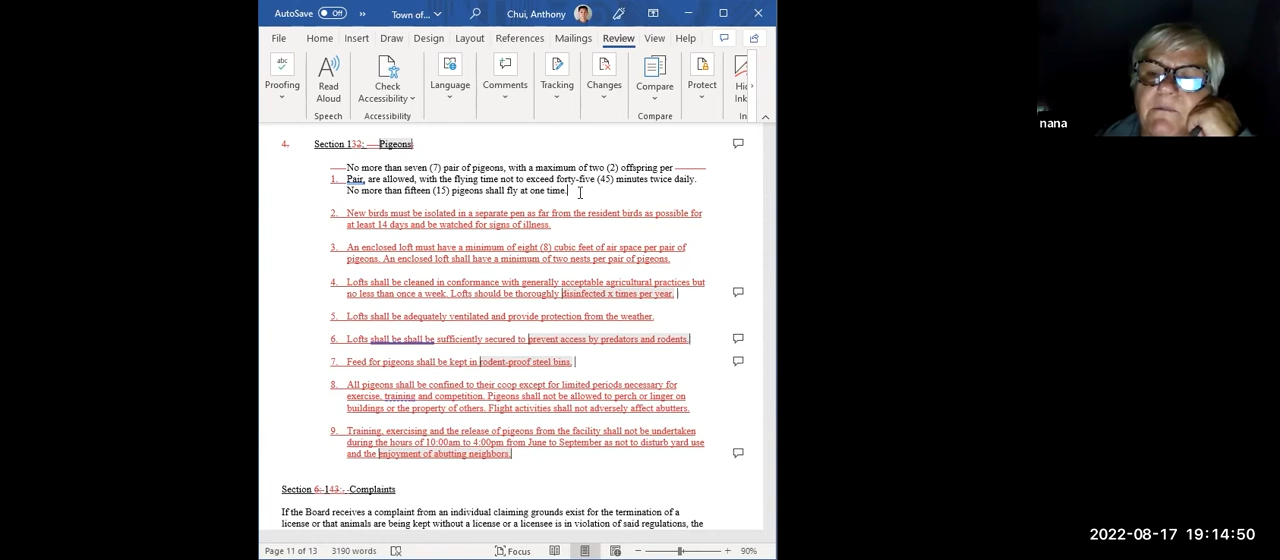 AutoSave Off Town of... Chui, Anthony
File Home Insert Draw Design Layout References Mailings Review View Help
abc
Proofing Read Aloud Check Accessibility Language Comments Tracking Changes Compare Protect Hid Ink
Speech Accessibility Compare In
nana
4. Section 132: Pigeons
No more than seven (7) pair of pigeons, with a maximum of two (2) offspring per
1. Pair, are allowed, with the flying time not to exceed forty-five (45) minutes twice daily.
No more than fifteen (15) pigeons shall fly at one time.
2. New birds must be isolated in a separate pen as far from the resident birds as possible for
at least 14 days and be watched for signs of illness.
3. An enclosed loft must have a minimum of eight (8) cubic feet of air space per pair of
pigeons. An enclosed loft shall have a minimum of two nests per pair of pigeons.
4. Lofts shall be cleaned in conformance with generally acceptable agricultural practices but
no less than once a week. Lofts should be thoroughly disinfected x times per year.
5. Lofts shall be adequately ventilated and provide protection from the weather.
6. Lofts shall be shall be sufficiently secured to prevent access by predators and rodents.
7. Feed for pigeons shall be kept in rodent-proof steel bins.
8. All pigeons shall be confined to their coop except for limited periods necessary for
exercise, training and competition. Pigeons shall not be allowed to perch or linger on
buildings or the property of others. Flight activities shall not adversely affect abutters.
9. Training, exercising and the release of pigeons from the facility shall not be undertaken
during the hours of 10:00am to 4:00pm from June to September as not to disturb yard use
and the enjoyment of abutting neighbors.
Section 6: 143: Complaints
If the Board receives a complaint from an individual claiming grounds exist for the termination of a
license or that animals are being kept without a license or a licensee is in violation of said regulations, the
2022-08-17 19:14:50
Page 11 of 13 3190 words Focus 90%